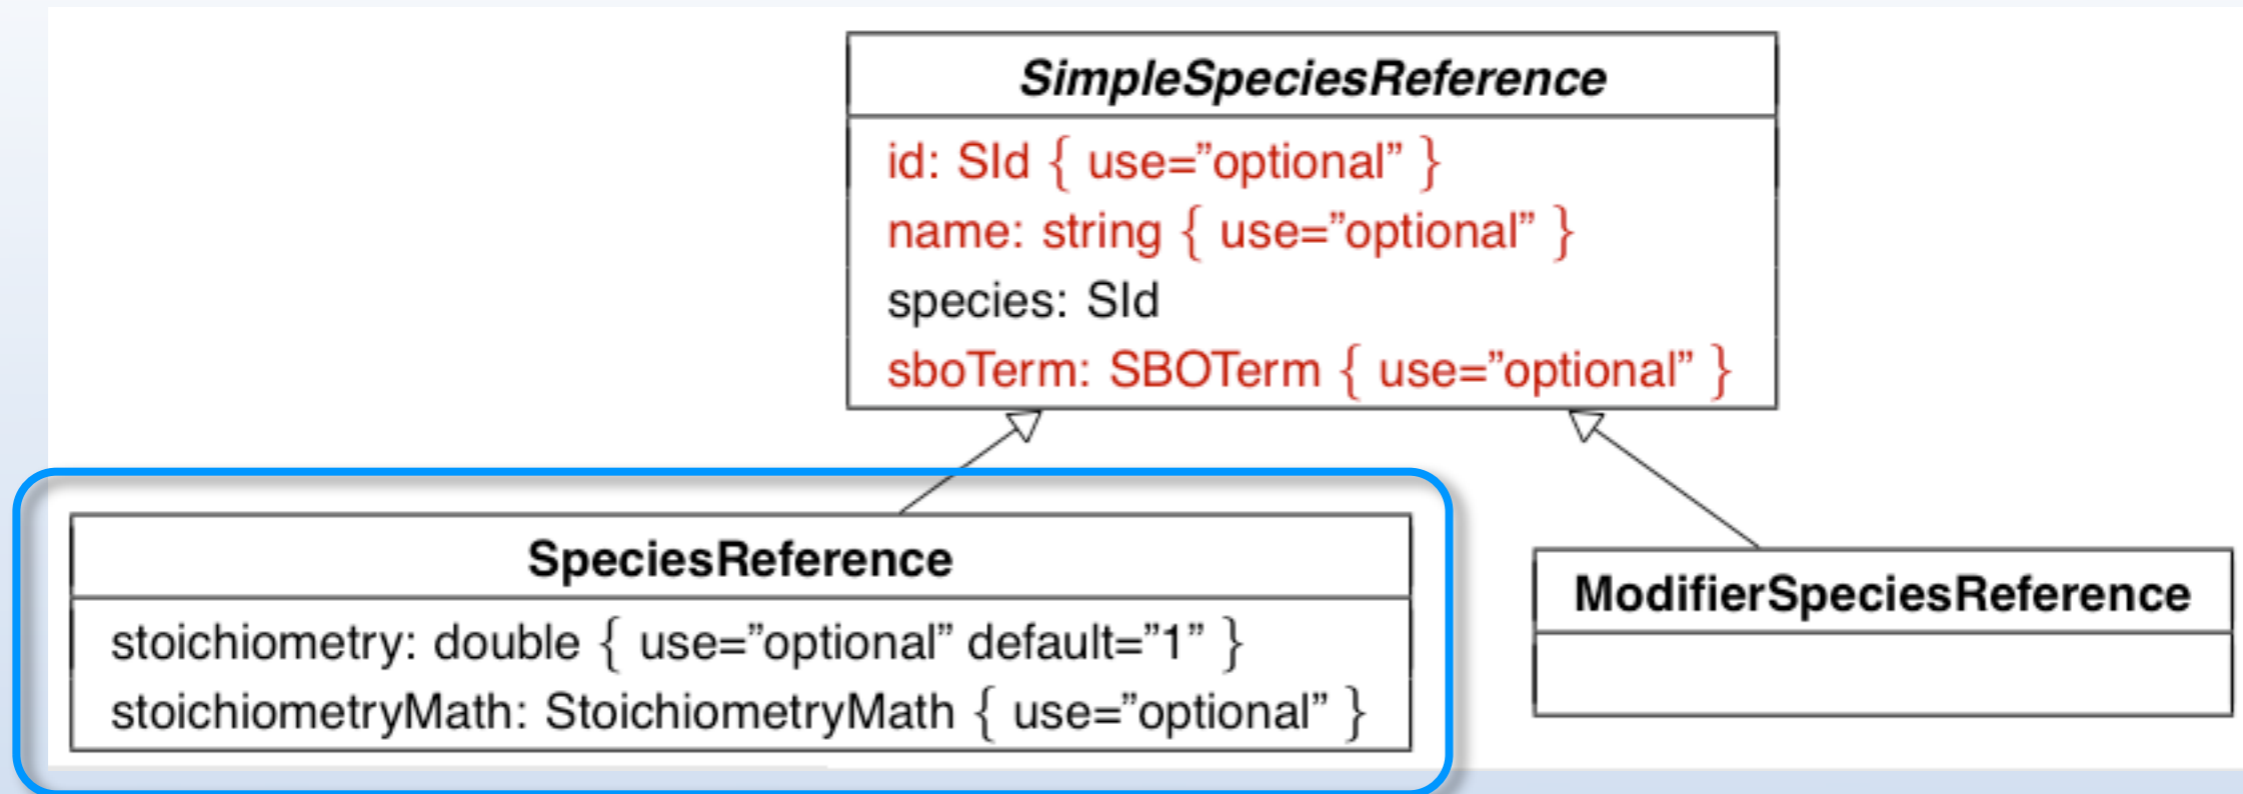 SimpleSpeciesReference
id: SId { use=”optional” }
name: string { use=”optional” }
species: SId
sboTerm: SBOTerm { use=”optional” }
SpeciesReference
stoichiometry: double { use=”optional” default=”1” }
stoichiometryMath: StoichiometryMath { use=”optional” }
ModifierSpeciesReference